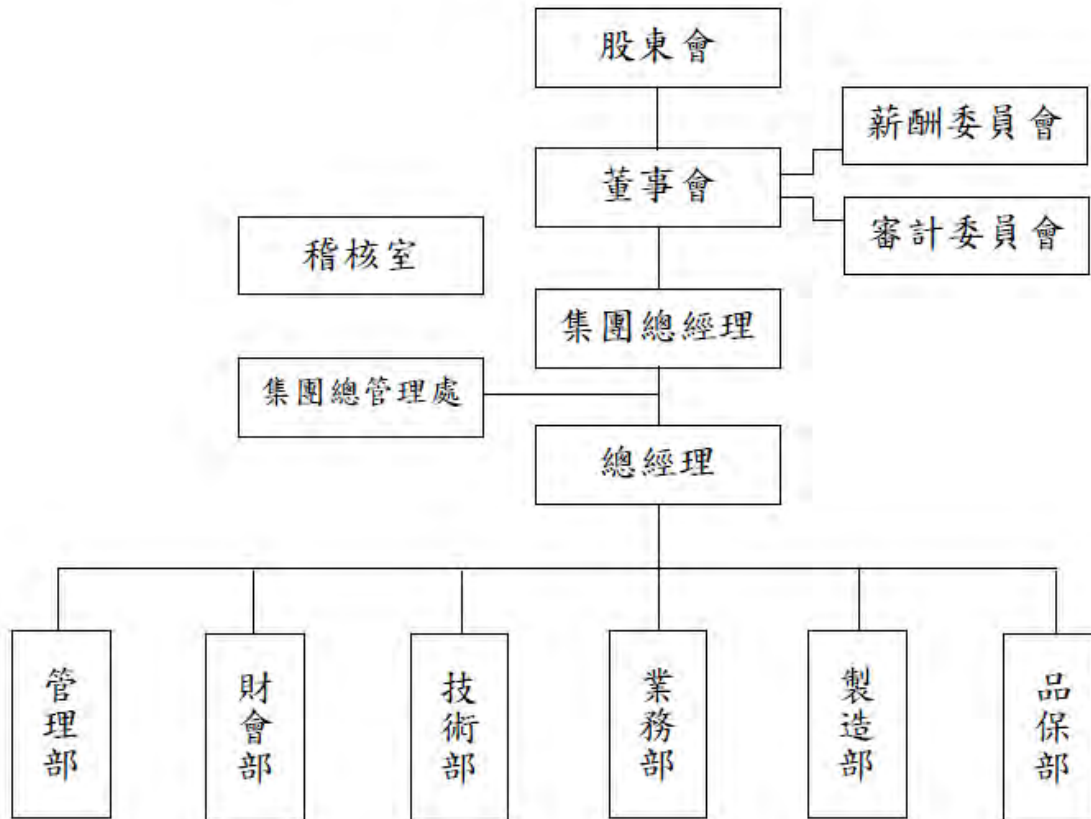 股東會
薪酬委員會
董事會
審計委員會
稽核室
集團總經理
集團總管理處
總經理
管理部
財會部
技術部
業務部
製造部
品保部